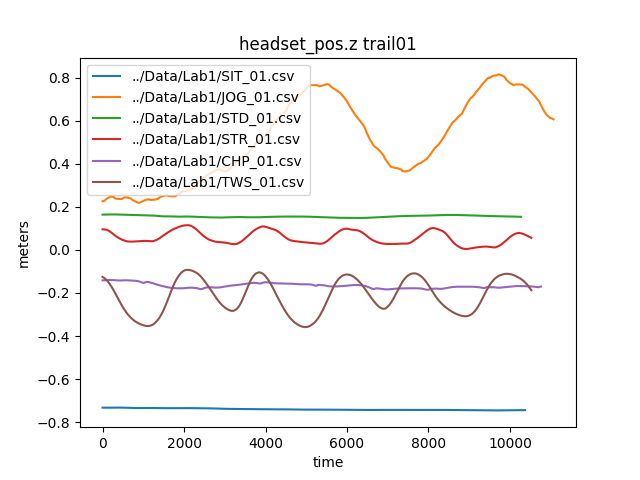 headset_pos.z trail01
../Data/Lab1/SIT_01.csv
../Data/Lab1/JOG_01.csv
../Data/Lab1/STD_01.csv
../Data/Lab1/STR_01.csv
../Data/Lab1/CHP_01.csv
../Data/Lab1/TWS_01.csv
meters
0.8
0.6
0.4
0.2
0.0
−0.2
−0.4
−0.6
−0.8
0 2000 4000 6000 8000 10000
time